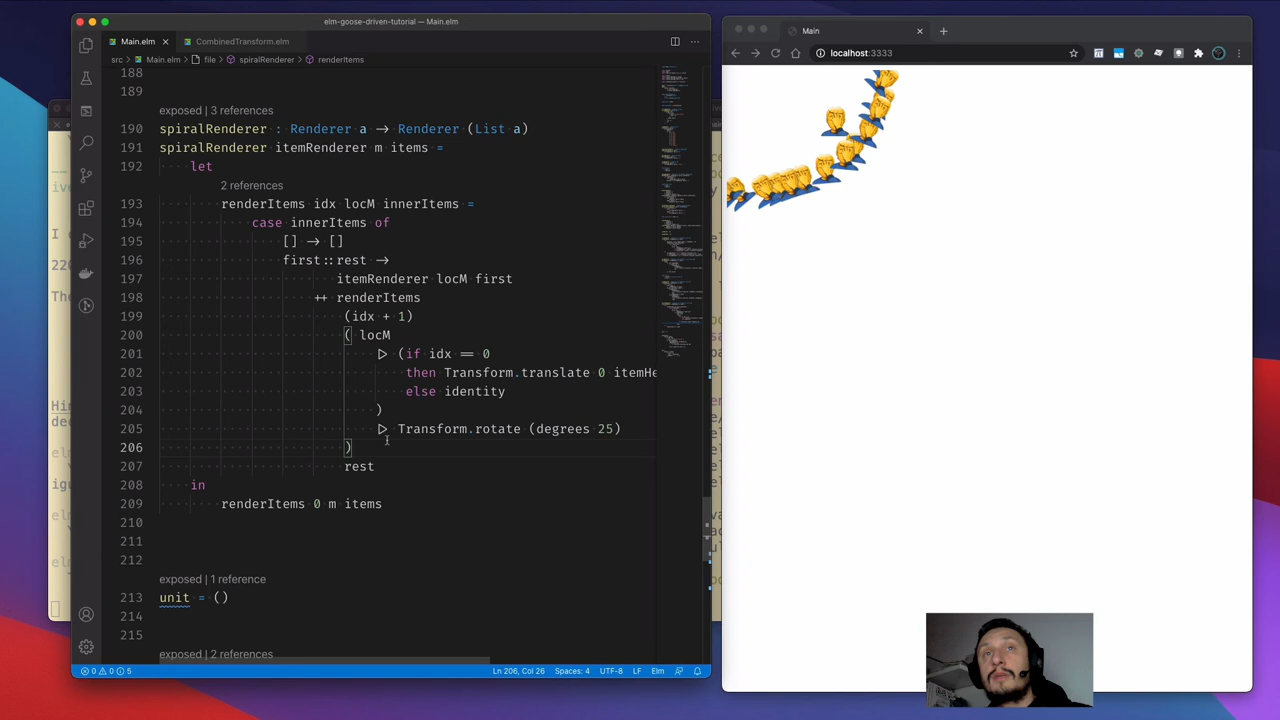 elm-goose-driven-tutorial — Main.elm
Main.elm
CombinedTransform.elm
src > Main.elm > file > spiralRenderer > renderItems
188
189
exposed | 3 references
190 spiralRenderer : Renderer a → Renderer (List a)
191 spiralRenderer itemRenderer m items =
192 let
2 references
193 renderItems idx locM innerItems =
194 case innerItems of
195 [] → []
196 first::rest →
197 itemRenderer locM first
198 ++ renderItems
199 (idx + 1)
200 ( locM
201 ▷ (if idx == 0
202 then Transform.translate 0 itemHe
203 else identity
204 )
205 ▷ Transform.rotate (degrees 25)
206 )
207 rest
208 in
209 renderItems 0 m items
210
211
212
exposed | 1 reference
213 unit = ()
214
215
exposed | 2 references
0 0 5
Ln 206, Col 26 Spaces: 4 UTF-8 LF Elm
Main
localhost:3333